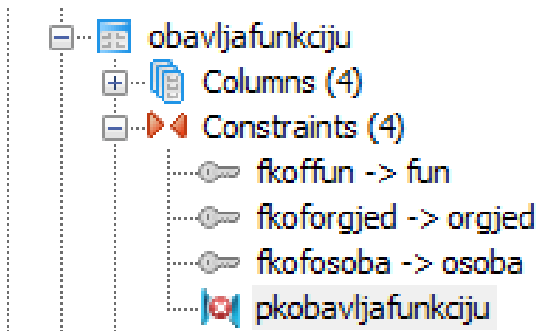 obavljafunkciju
Columns (4)
Constraints (4)
fkoffun -> fun
fkoforgjed -> orgjed
fkofosoba -> osoba
pkobavljafunkciju